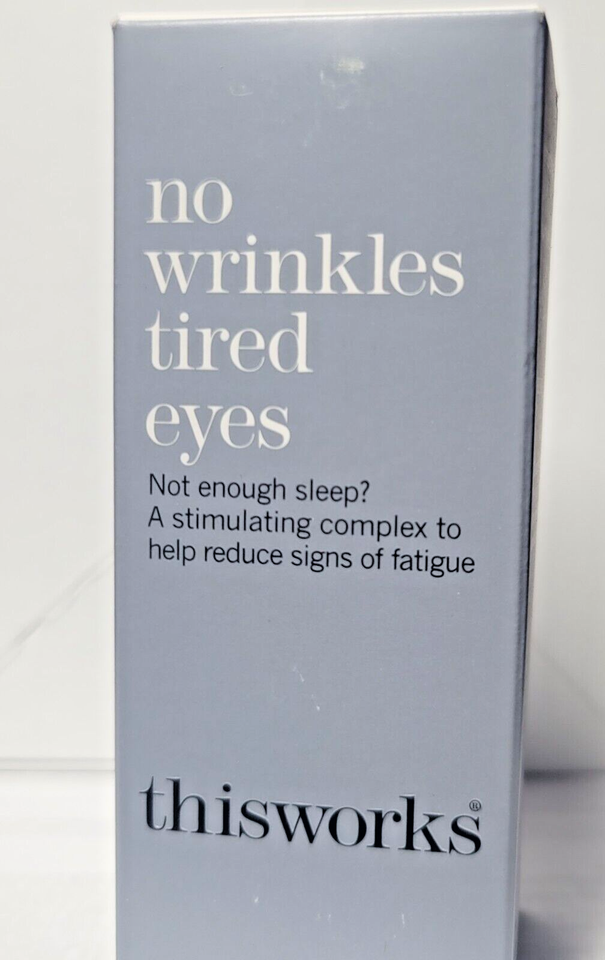 no
wrinkles
tired
eyes
Not enough sleep?
A stimulating complex to
help reduce signs of fatigue
thisworks®